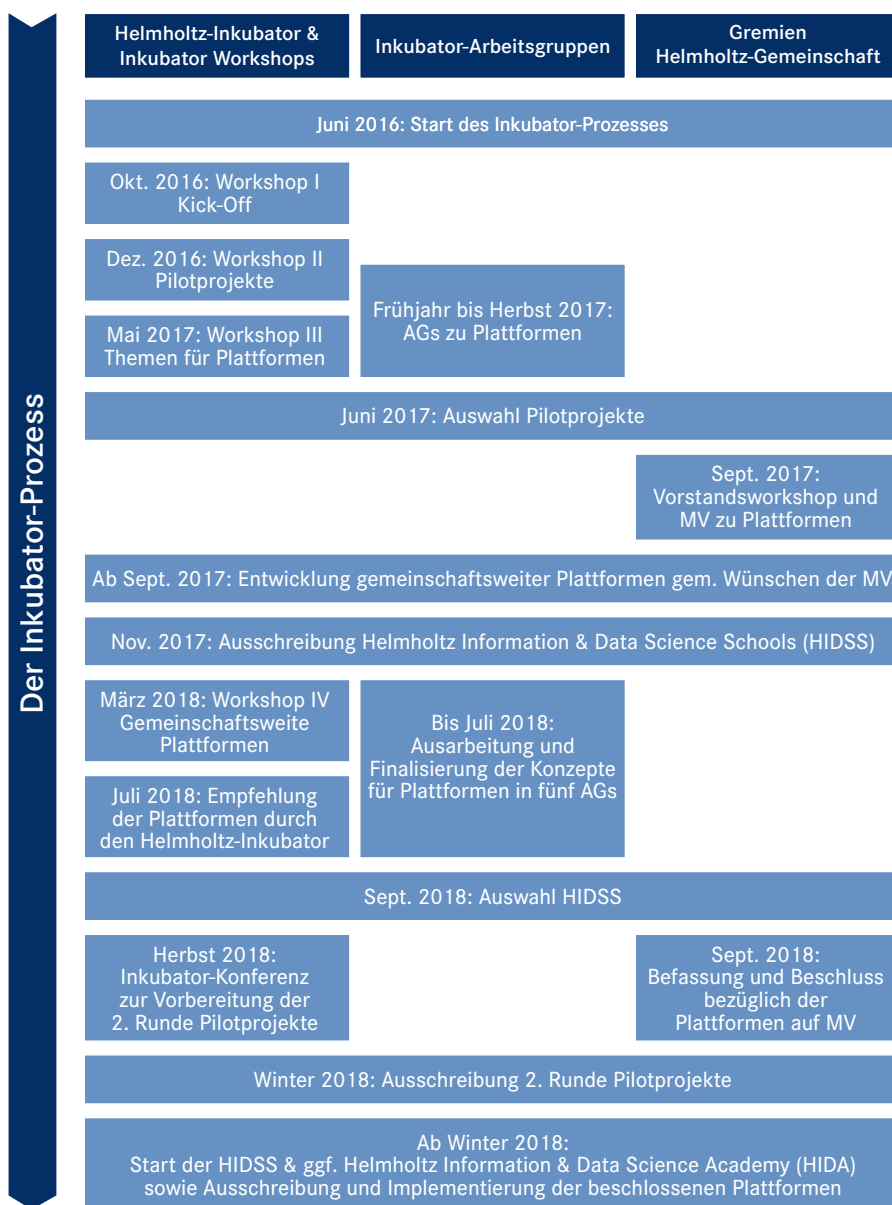 Der Inkubator-Prozess
Helmholtz-Inkubator &
Inkubator Workshops
Inkubator-Arbeitsgruppen
Gremien
Helmholtz-Gemeinschaft
Juni 2016: Start des Inkubator-Prozesses
Okt. 2016: Workshop I
Kick-Off
Dez. 2016: Workshop II
Pilotprojekte
Mai 2017: Workshop III
Themen für Plattformen
Frühjahr bis Herbst 2017:
AGs zu Plattformen
Juni 2017: Auswahl Pilotprojekte
Sept. 2017:
Vorstandsworkshop und
MV zu Plattformen
Ab Sept. 2017: Entwicklung gemeinschaftsweiter Plattformen gem. Wünschen der MV
Nov. 2017: Ausschreibung Helmholtz Information & Data Science Schools (HIDSS)
März 2018: Workshop IV
Gemeinschaftsweite
Plattformen
Juli 2018: Empfehlung
der Plattformen durch
den Helmholtz-Inkubator
Bis Juli 2018:
Ausarbeitung und
Finalisierung der Konzepte
für Plattformen in fünf AGs
Sept. 2018: Auswahl HIDSS
Herbst 2018:
Inkubator-Konferenz
zur Vorbereitung der
2. Runde Pilotprojekte
Sept. 2018:
Befassung und Beschluss
bezüglich der
Plattformen auf MV
Winter 2018: Ausschreibung 2. Runde Pilotprojekte
Ab Winter 2018:
Start der HIDSS & ggf. Helmholtz Information & Data Science Academy (HIDA)
sowie Ausschreibung und Implementierung der beschlossenen Plattformen